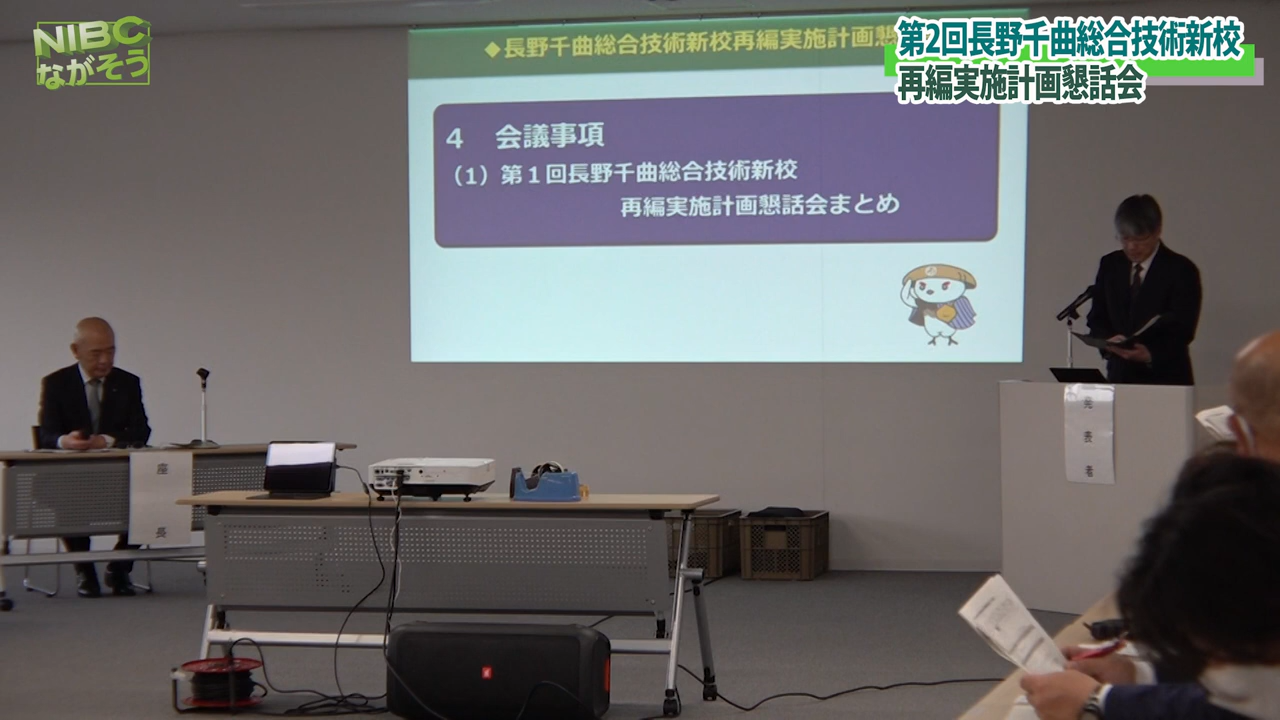 NIBC
ながそう
第2回長野千曲総合技術新校
再編実施計画懇話会
◆長野千曲総合技術新校再編実施計画懇
4 会議事項
（1）第１回長野千曲総合技術新校
再編実施計画懇話会まとめ
座長
発表者